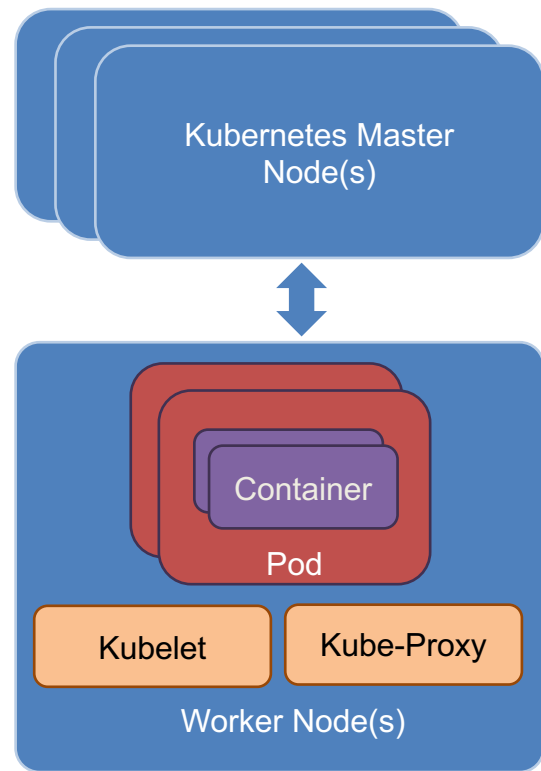 Kubernetes Master
Node(s)
Container
Pod
Kubelet
Kube-Proxy
Worker Node(s)